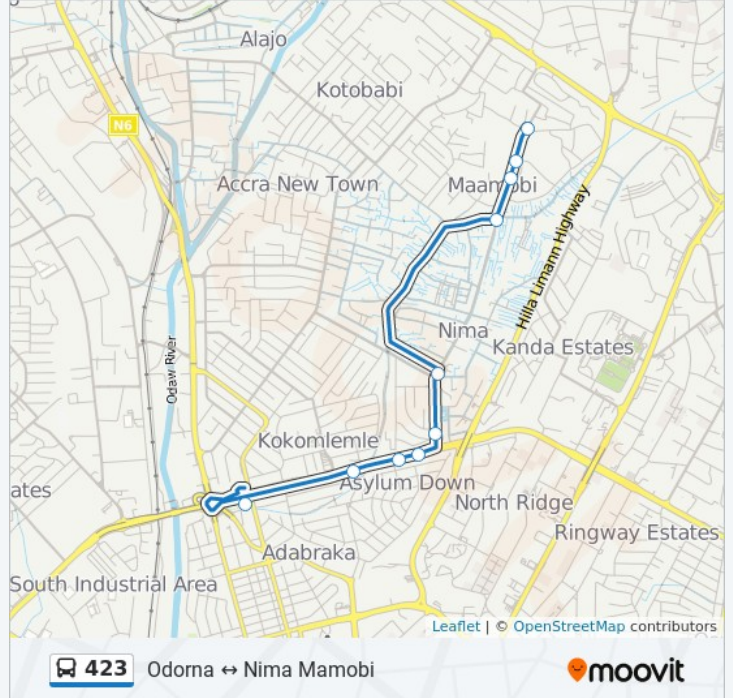 Alajo
Kotobabi
N6
Accra New Town
Maamobi
Hilla Limann Highway
Nima
Kanda Estates
Odaw River
Kokomlemle
Asylum Down
ates
North Ridge
Ringway Estates
Adabraka
South Industrial Area
Leaflet | © OpenStreetMap contributors
423 Odorna ↔ Nima Mamobi
moovit